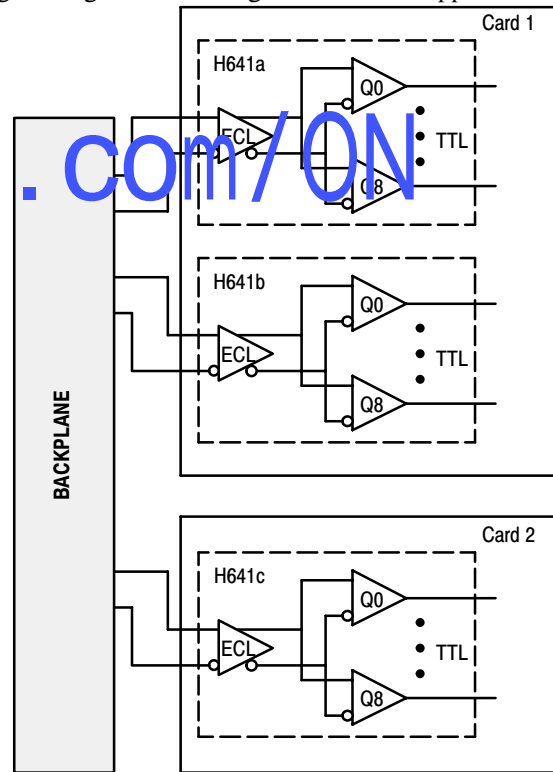 Card 1
H641a
Q0
ECL
TTL
Q8
.com/ON
H641b
Q0
ECL
TTL
Q8
BACKPLANE
Card 2
H641c
Q0
ECL
TTL
Q8